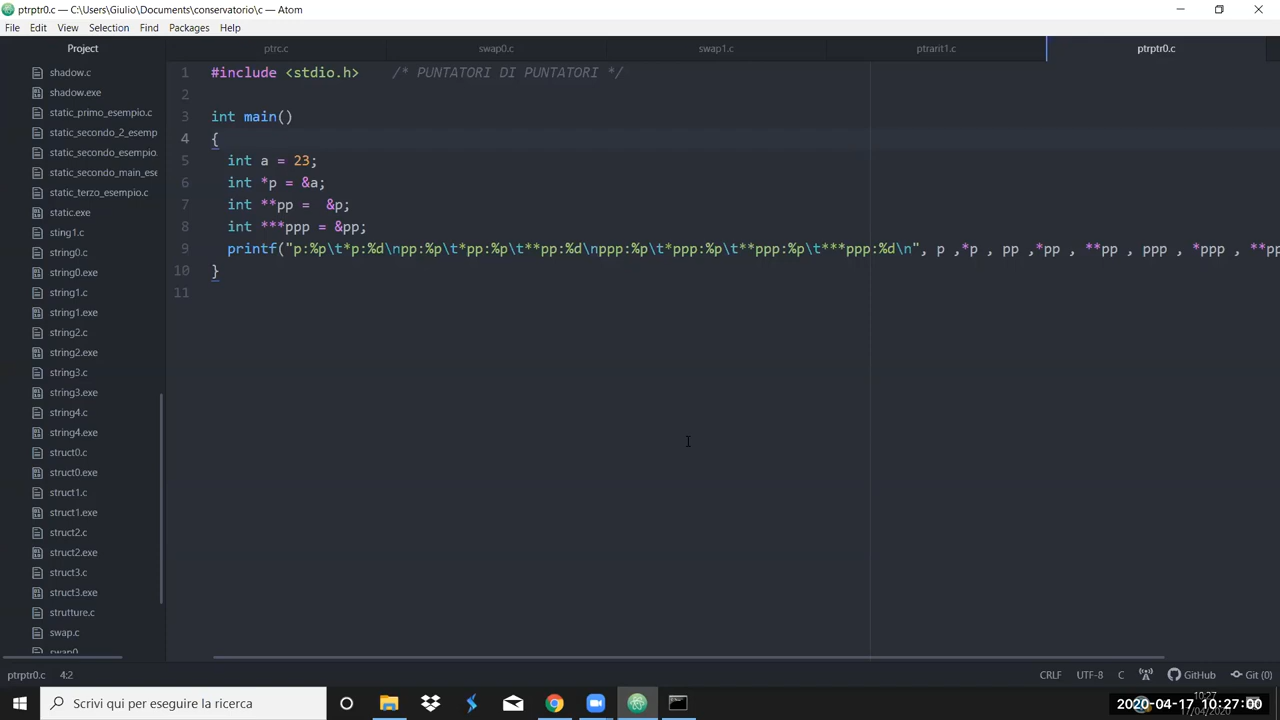 ptrptr0.c — C:\Users\Giulio\Documents\conservatorio\c — Atom
File Edit View Selection Find Packages Help
Project
ptrc.c swap0.c swap1.c ptrarit1.c ptrptr0.c
shadow.c
shadow.exe
static_primo_esempio.c
static_secondo_2_esemp
static_secondo_esempio.
static_secondo_main_ese
static_terzo_esempio.c
static.exe
sting1.c
string0.c
string0.exe
string1.c
string1.exe
string2.c
string2.exe
string3.c
string3.exe
string4.c
string4.exe
struct0.c
struct0.exe
struct1.c
struct1.exe
struct2.c
struct2.exe
struct3.c
struct3.exe
strutture.c
swap.c
swap0
1 #include <stdio.h>    /* PUNTATORI DI PUNTATORI */
2
3 int main()
4 {
5   int a = 23;
6   int *p = &a;
7   int **pp =  &p;
8   int ***ppp = &pp;
9   printf("p:%p\t*p:%d\npp:%p\t*pp:%p\t**pp:%d\nppp:%p\t*ppp:%p\t**ppp:%p\t***ppp:%d\n", p ,*p , pp ,*pp , **pp , ppp , *ppp , **pp
10 }
11
ptrptr0.c 4:2 CRLF UTF-8 C GitHub Git (0)
Scrivi qui per eseguire la ricerca
10:27
17/04/2020
2020-04-17 10:27:00